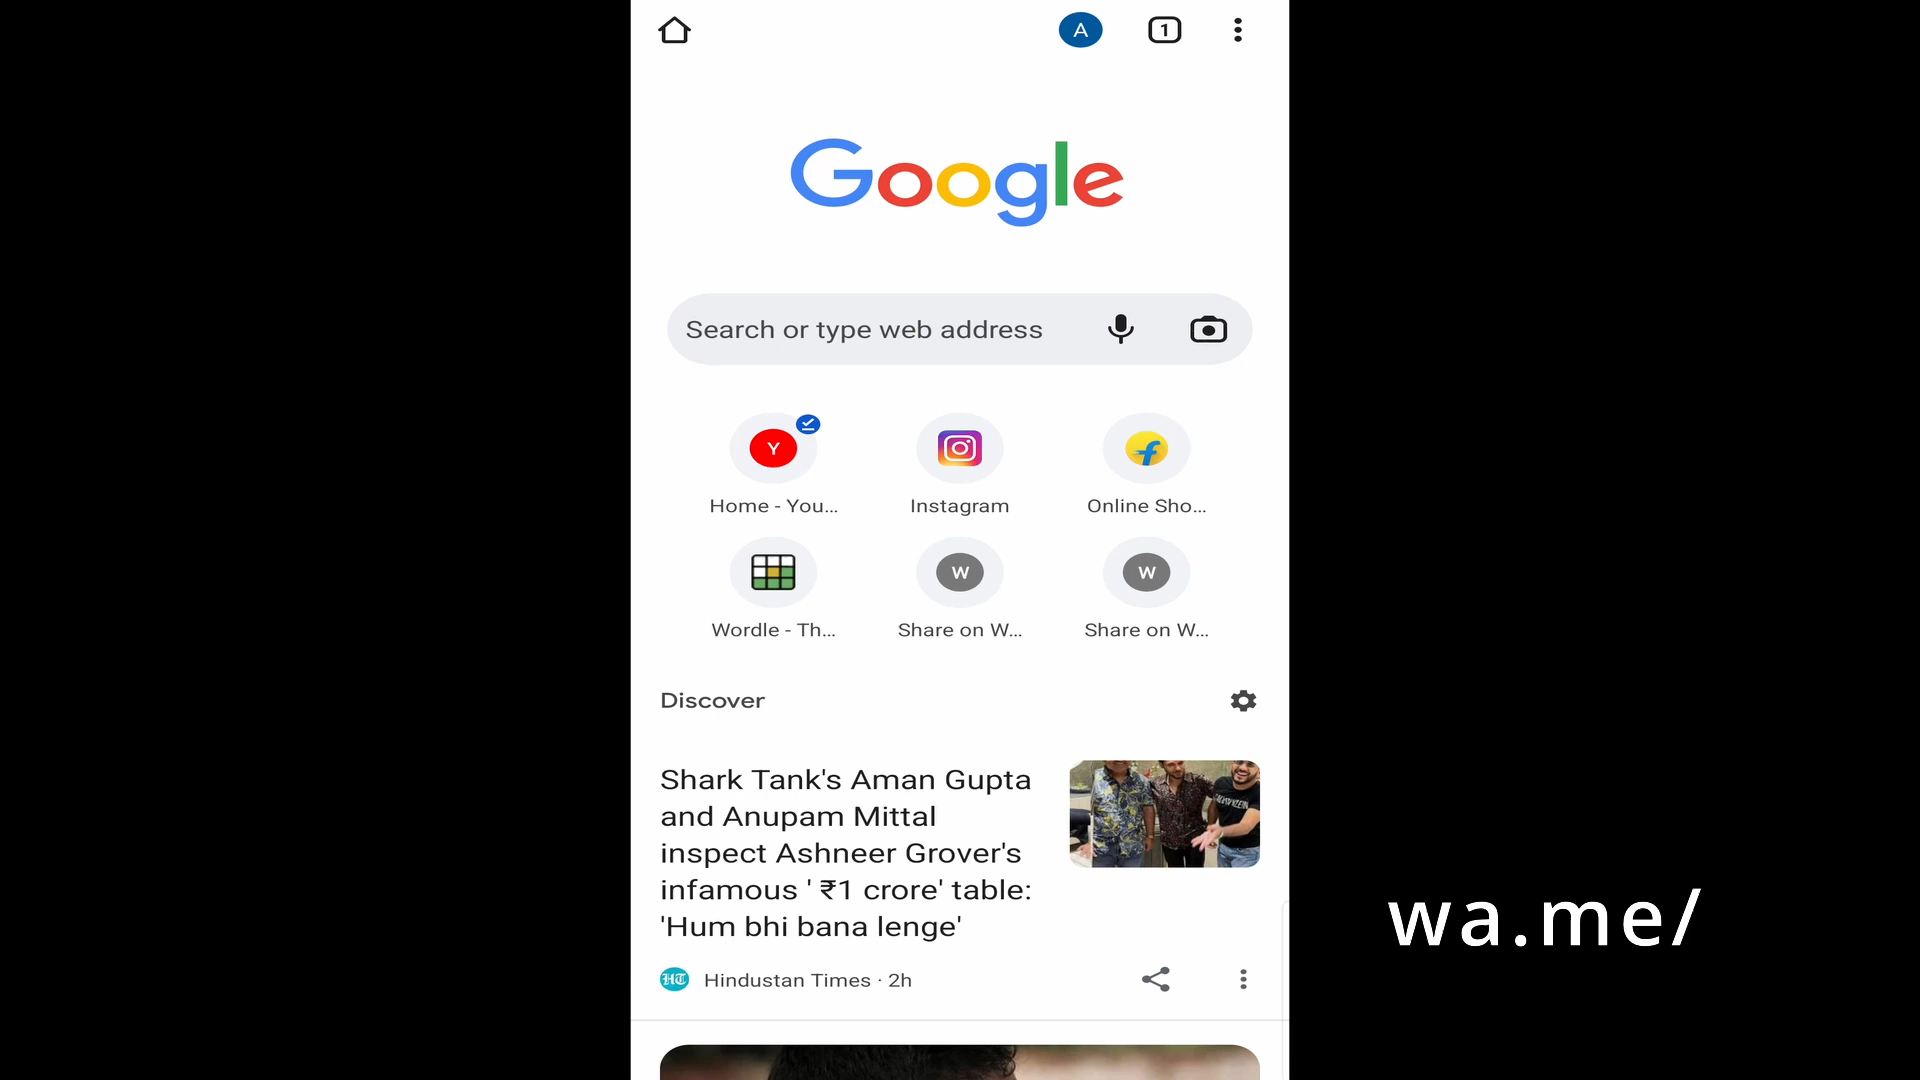 A
1
Google
Search or type web address
Y
Home - You...
Instagram
Online Sho...
W
W
Wordle - Th...
Share on W...
Share on W...
Discover
Shark Tank's Aman Gupta
and Anupam Mittal
inspect Ashneer Grover's
infamous ' ₹1 crore' table:
'Hum bhi bana lenge'
HT
Hindustan Times · 2h
wa.me/